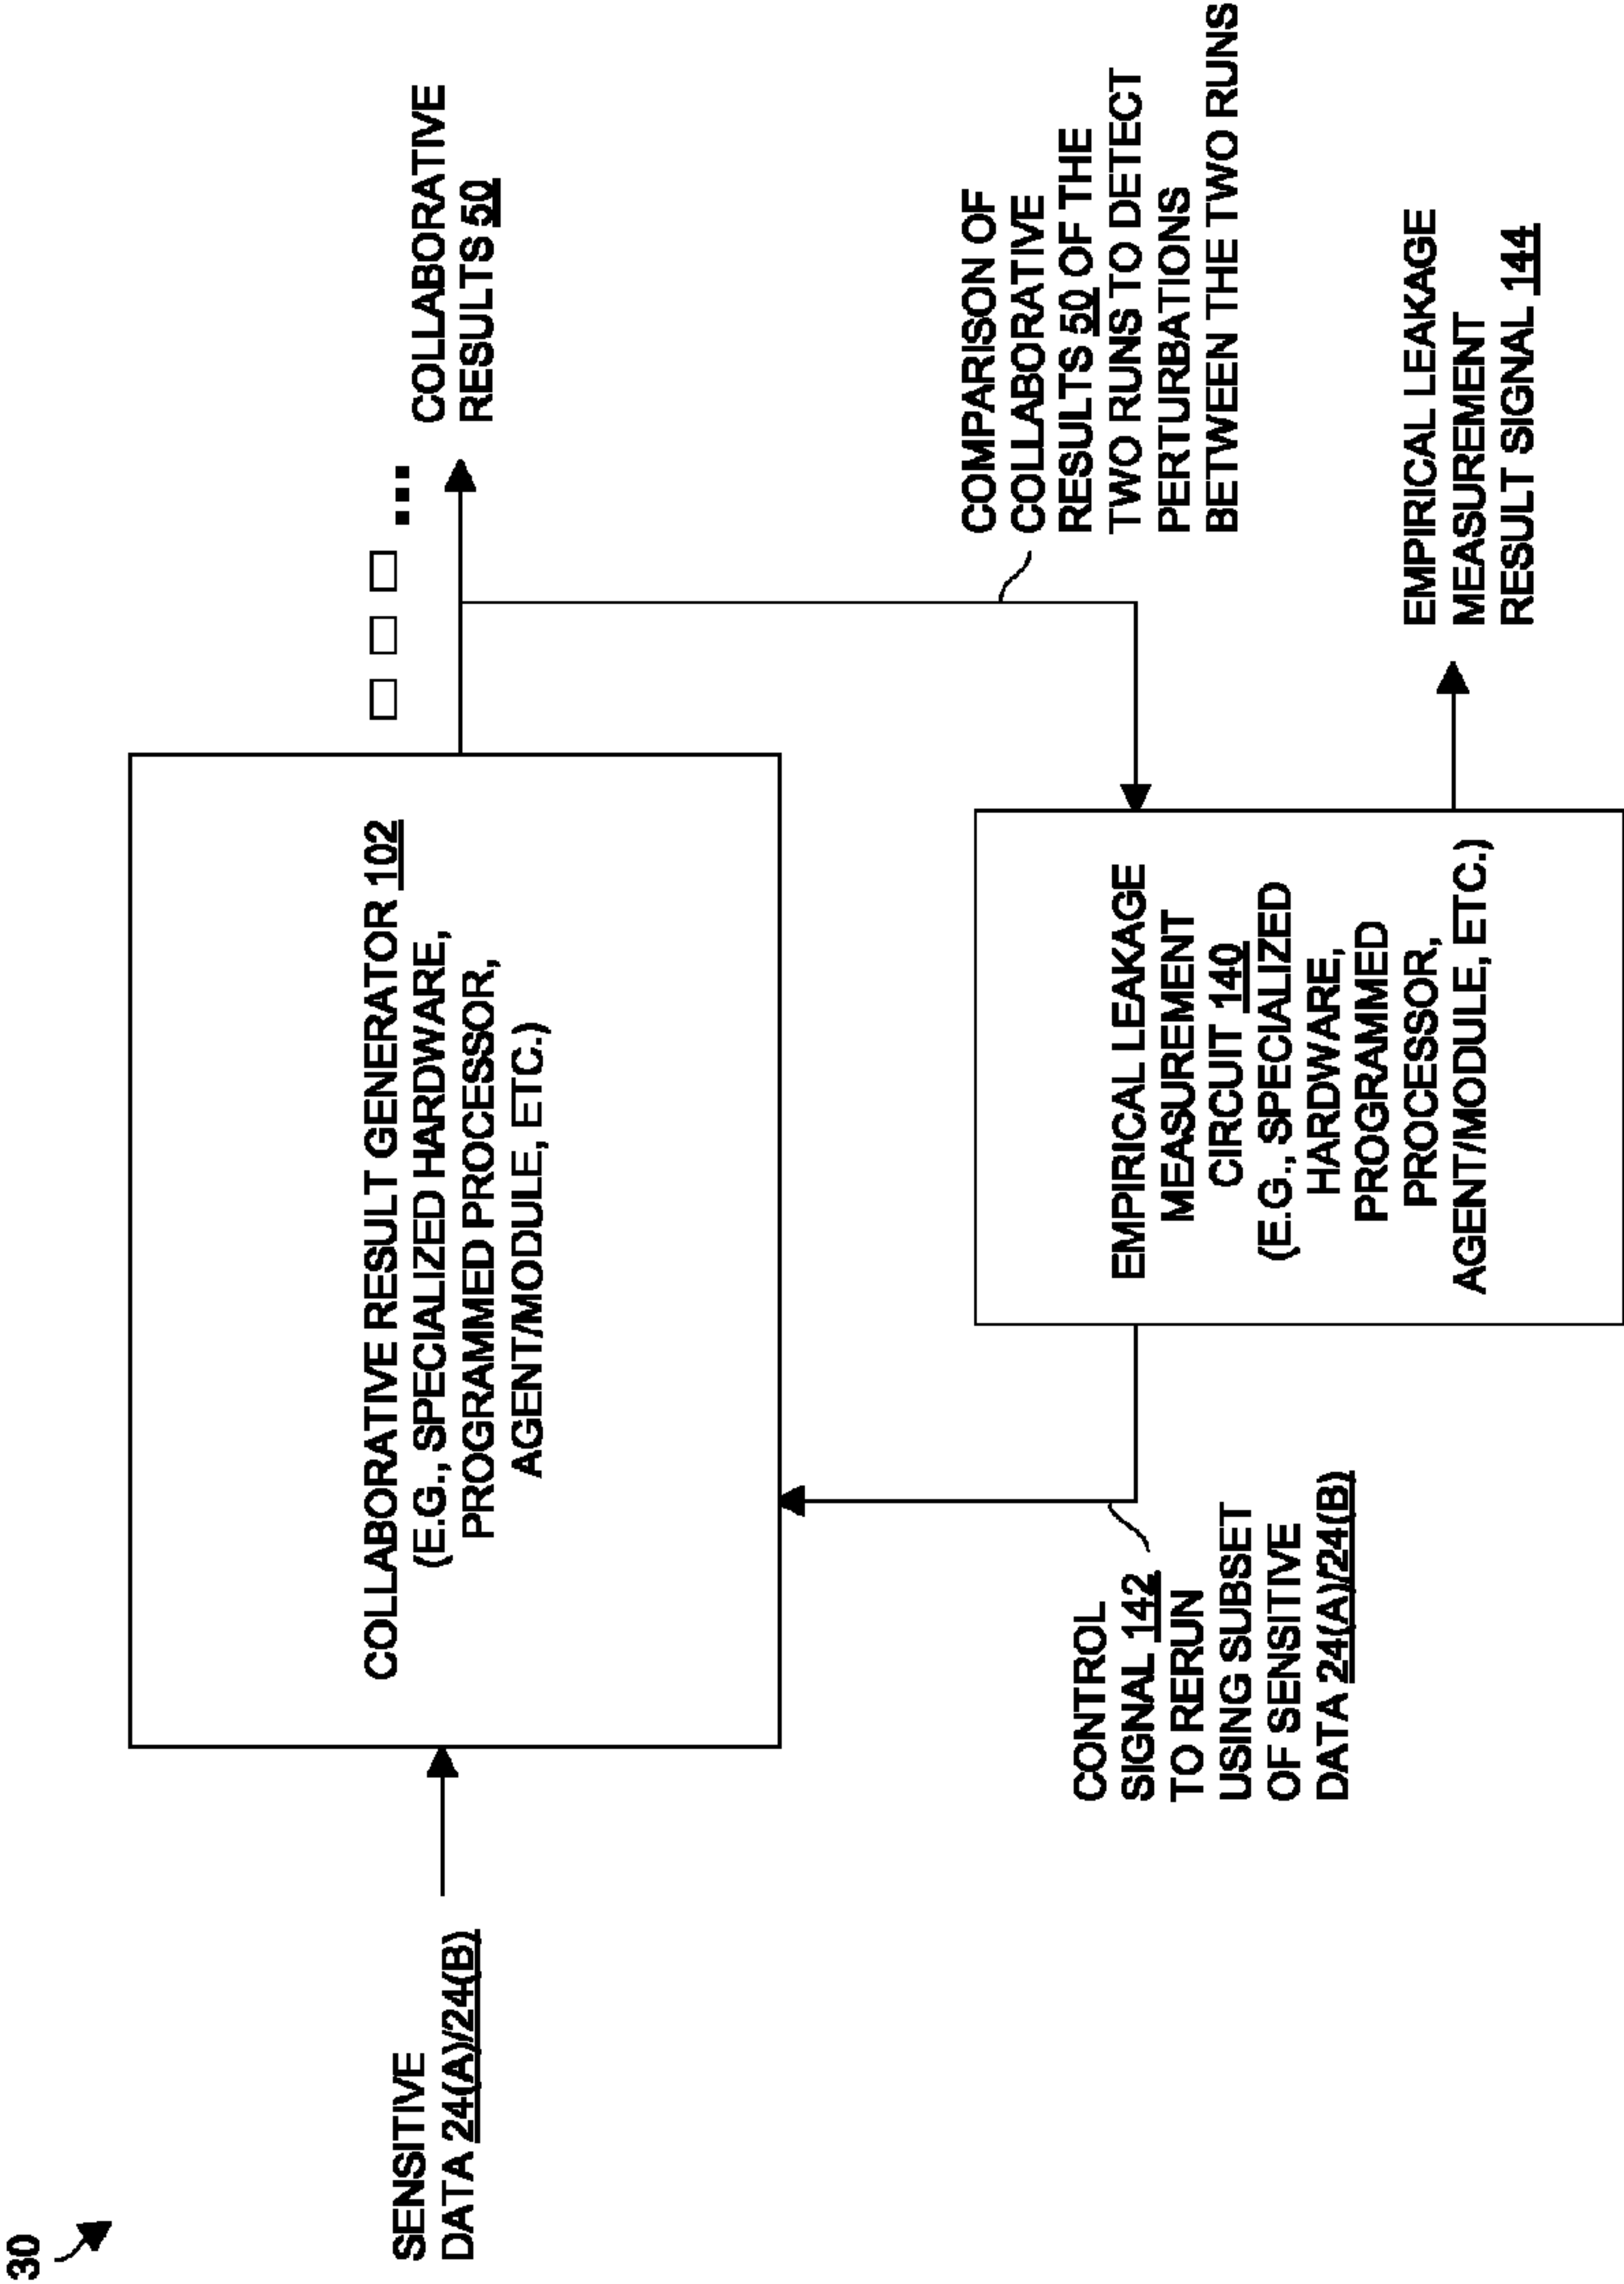 30
SENSITIVE
DATA 24(A)/24(B)
COLLABORATIVE RESULT GENERATOR 102
(E.G., SPECIALIZED HARDWARE,
PROGRAMMED PROCESSOR,
AGENT/MODULE, ETC.)
COLLABORATIVE
RESULTS 50
CONTROL
SIGNAL 142
TO RERUN
USING SUBSET
OF SENSITIVE
DATA 24(A)/24(B)
EMPIRICAL LEAKAGE
MEASUREMENT
CIRCUIT 140
(E.G., SPECIALIZED
HARDWARE,
PROGRAMMED
PROCESSOR,
AGENT/MODULE, ETC.)
COMPARISON OF
COLLABORATIVE
RESULTS 50 OF THE
TWO RUNS TO DETECT
PERTURBATIONS
BETWEEN THE TWO RUNS
EMPIRICAL LEAKAGE
MEASUREMENT
RESULT SIGNAL 144